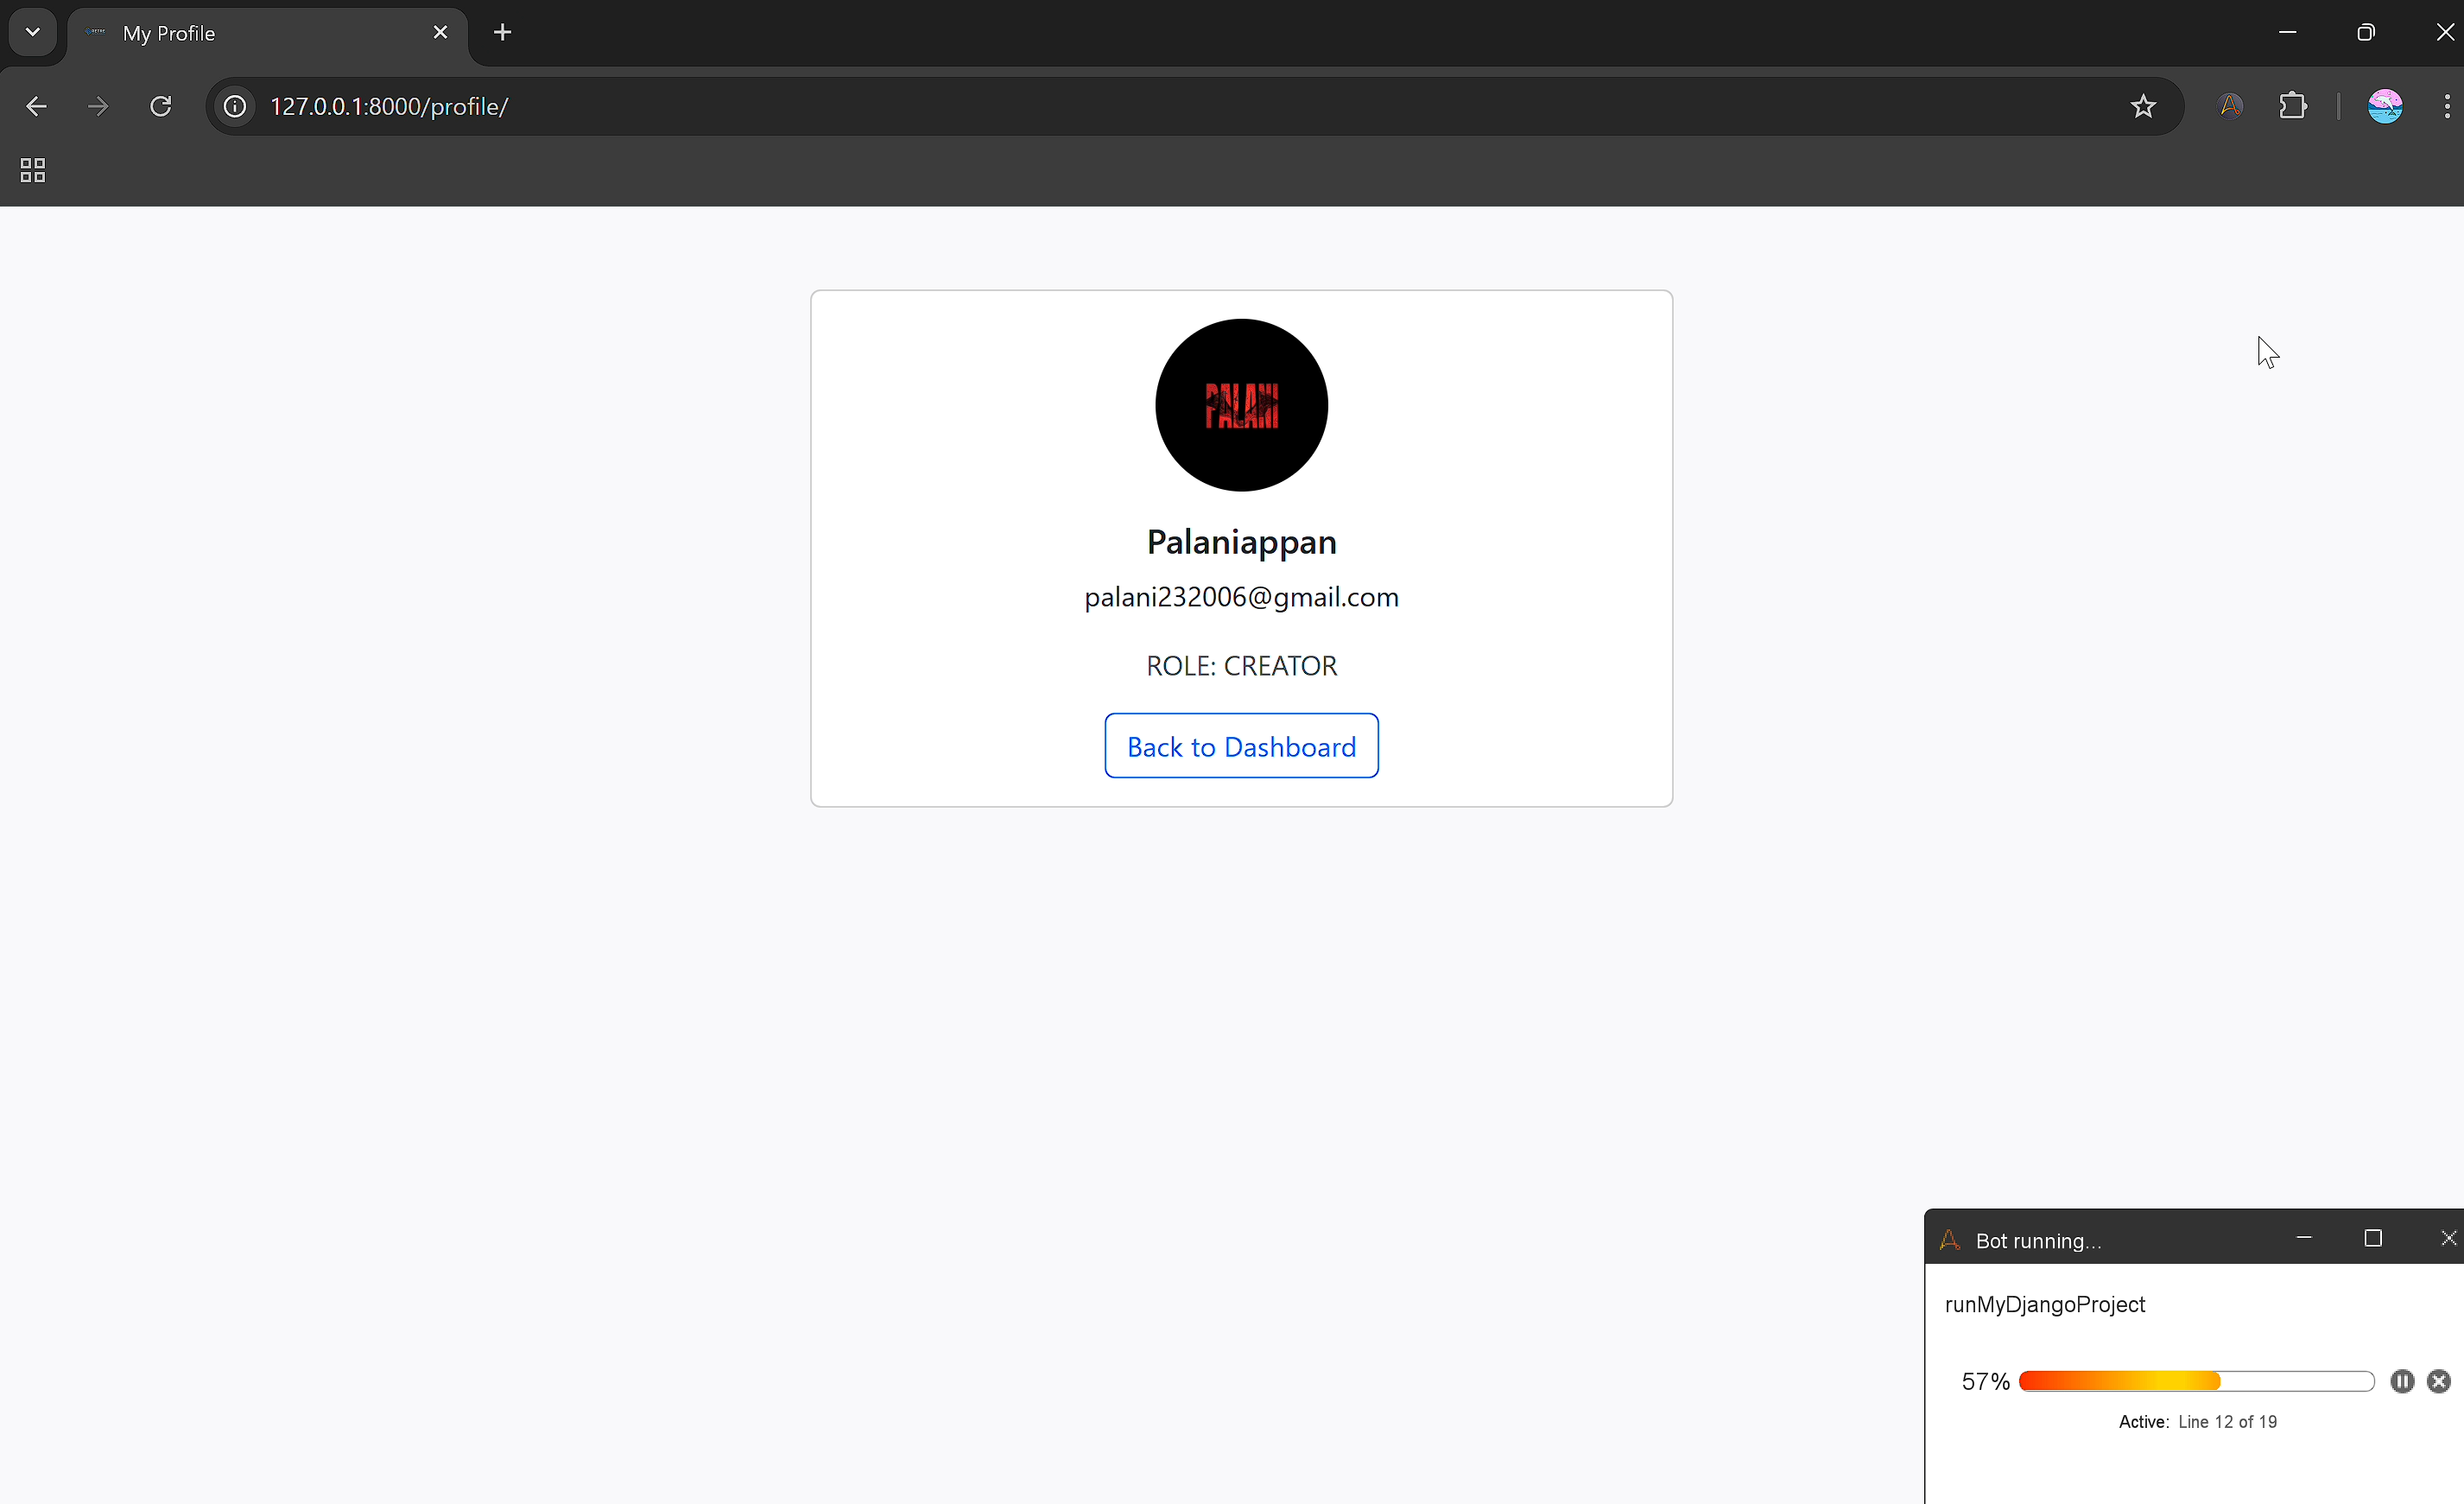 My Profile
127.0.0.1:8000/profile/
PALANI
Palaniappan
palani232006@gmail.com
ROLE: CREATOR
Back to Dashboard
Bot running...
runMyDjangoProject
57%
Active: Line 12 of 19